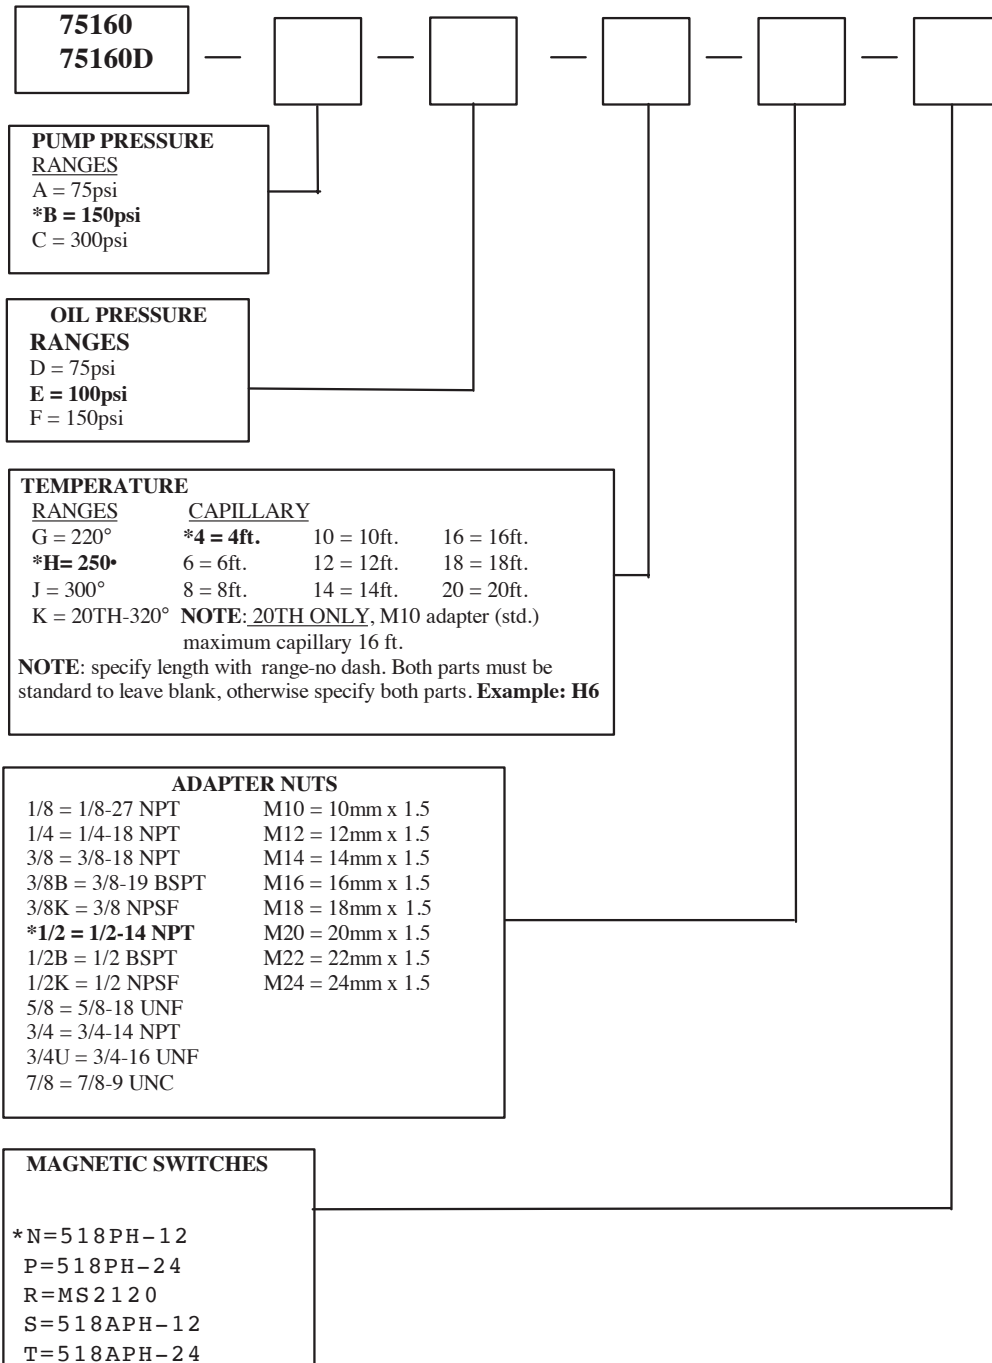 75160
75160D
— — — — —
PUMP PRESSURE
RANGES
A = 75psi
*B = 150psi
C = 300psi
OIL PRESSURE
RANGES
D = 75psi
E = 100psi
F = 150psi
TEMPERATURE
RANGES CAPILLARY
G = 220° *4 = 4ft. 10 = 10ft. 16 = 16ft.
*H= 250• 6 = 6ft. 12 = 12ft. 18 = 18ft.
J = 300° 8 = 8ft. 14 = 14ft. 20 = 20ft.
K = 20TH-320° NOTE: 20TH ONLY, M10 adapter (std.)
maximum capillary 16 ft.
NOTE: specify length with range-no dash. Both parts must be
standard to leave blank, otherwise specify both parts. Example: H6
ADAPTER NUTS
1/8 = 1/8-27 NPT M10 = 10mm x 1.5
1/4 = 1/4-18 NPT M12 = 12mm x 1.5
3/8 = 3/8-18 NPT M14 = 14mm x 1.5
3/8B = 3/8-19 BSPT M16 = 16mm x 1.5
3/8K = 3/8 NPSF M18 = 18mm x 1.5
*1/2 = 1/2-14 NPT M20 = 20mm x 1.5
1/2B = 1/2 BSPT M22 = 22mm x 1.5
1/2K = 1/2 NPSF M24 = 24mm x 1.5
5/8 = 5/8-18 UNF
3/4 = 3/4-14 NPT
3/4U = 3/4-16 UNF
7/8 = 7/8-9 UNC
MAGNETIC SWITCHES
*N=518PH-12
P=518PH-24
R=MS2120
S=518APH-12
T=518APH-24